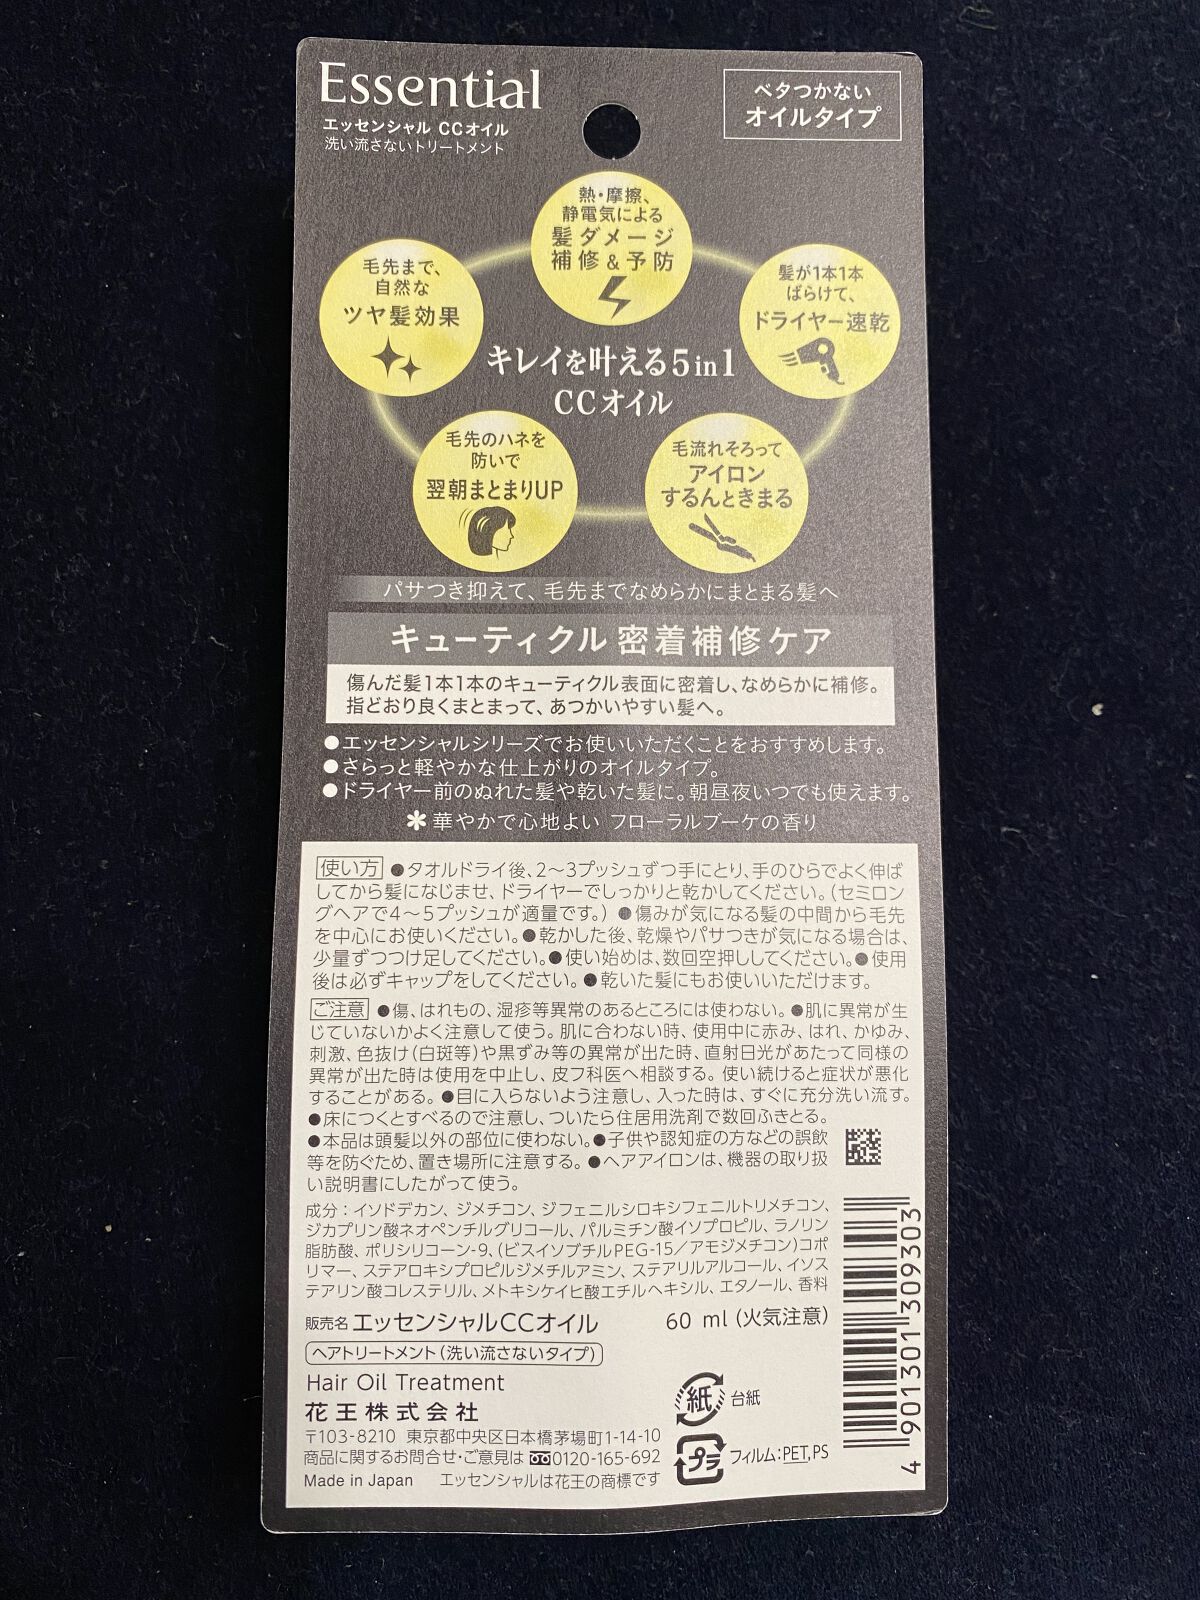 Essential
エッセンシャル CCオイル
洗い流さないトリートメント
ベタつかない
オイルタイプ
熱・摩擦、
静電気による
髪ダメージ
補修&予防
毛先まで、
自然な
ツヤ髪効果
髪が1本1本
ばらけて、
ドライヤー速乾
キレイを叶える5in1
CCオイル
毛先のハネを
防いで
翌朝まとまりUP
毛流れそろって
アイロン
するんときまる
パサつき抑えて、毛先までなめらかにまとまる髪へ
キューティクル 密着補修ケア
傷んだ髪1本1本のキューティクル表面に密着し、なめらかに補修。
指どおり良くまとまって、あつかいやすい髪へ。
●エッセンシャルシリーズでお使いいただくことをおすすめします。
●さらっと軽やかな仕上がりのオイルタイプ。
●ドライヤー前のぬれた髪や乾いた髪に。朝昼夜いつでも使えます。
✻華やかで心地よい フローラルブーケの香り
使い方 ●タオルドライ後、2〜3プッシュずつ手にとり、手のひらでよく伸ば
してから髪になじませ、ドライヤーでしっかりと乾かしてください。(セミロン
グヘアで4〜5プッシュが適量です。) ●傷みが気になる髪の中間から毛先
を中心にお使いください。●乾かした後、乾燥やパサつきが気になる場合は、
少量ずつつけ足してください。●使い始めは、数回空押ししてください。●使用
後は必ずキャップをしてください。●乾いた髪にもお使いいただけます。
ご注意 ●傷、はれもの、湿疹等異常のあるところには使わない。●肌に異常が生
じていないかよく注意して使う。肌に合わない時、使用中に赤み、はれ、かゆみ、
刺激、色抜け(白斑等)や黒ずみ等の異常が出た時、直射日光があたって同様の
異常が出た時は使用を中止し、皮フ科医へ相談する。使い続けると症状が悪化
することがある。●目に入らないよう注意し、入った時は、すぐに充分洗い流す。
●床につくとすべるので注意し、ついたら住居用洗剤で数回ふきとる。
●本品は頭髪以外の部位に使わない。●子供や認知症の方などの誤飲
等を防ぐため、置き場所に注意する。●ヘアアイロンは、機器の取り扱
い説明書にしたがって使う。
成分:イソドデカン、ジメチコン、ジフェニルシロキシフェニルトリメチコン、
ジカプリン酸ネオペンチルグリコール、パルミチン酸イソプロピル、ラノリン
脂肪酸、ポリシリコーン-9、(ビスイソブチルPEG-15/アモジメチコン)コポ
リマー、ステアロキシプロピルジメチルアミン、ステアリルアルコール、イソス
テアリン酸コレステリル、メトキシケイヒ酸エチルヘキシル、エタノール、香料
販売名 エッセンシャルCCオイル 60 ml (火気注意)
ヘアトリートメント(洗い流さないタイプ)
Hair Oil Treatment
花王株式会社
〒103-8210 東京都中央区日本橋茅場町1-14-10
商品に関するお問合せ・ご意見は 0120-165-692
Made in Japan エッセンシャルは花王の商標です
紙 台紙
プラ フィルム:PET,PS
4 901301 309303